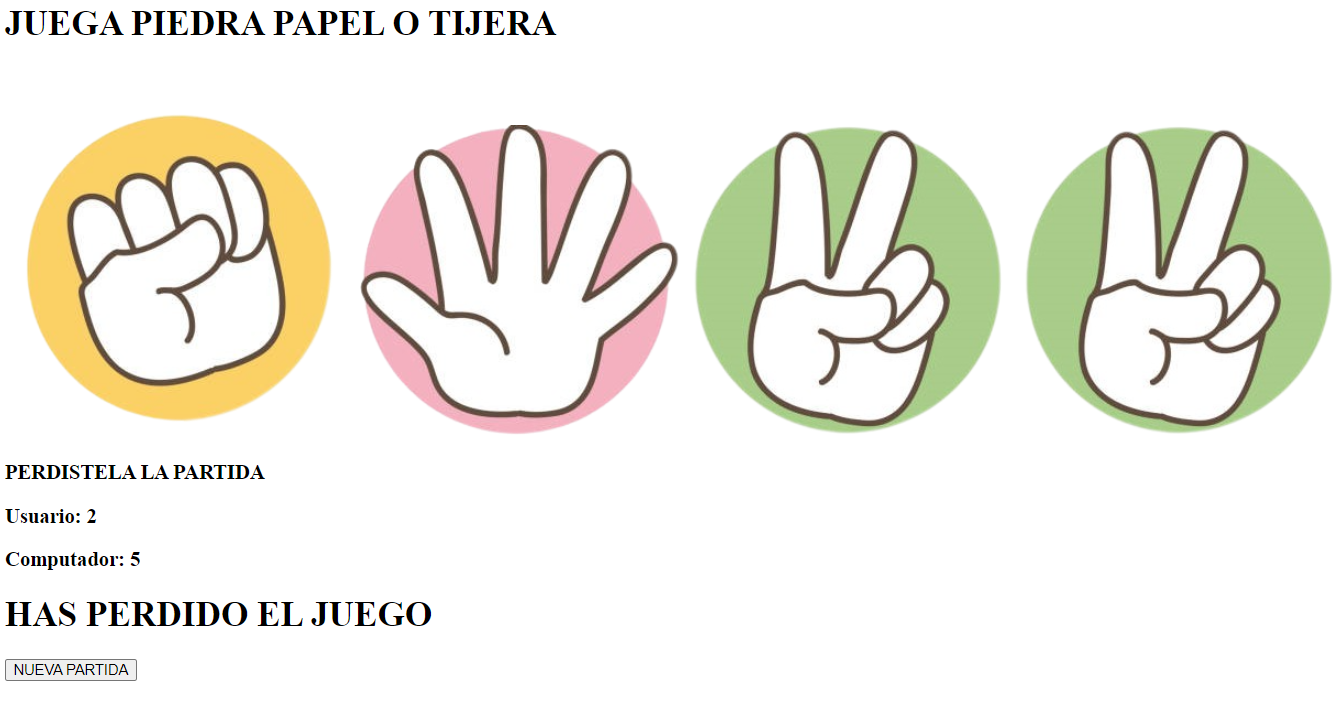 JUEGA PIEDRA PAPEL O TIJERA
PERDISTELA LA PARTIDA
Usuario: 2
Computador: 5
HAS PERDIDO EL JUEGO
NUEVA PARTIDA